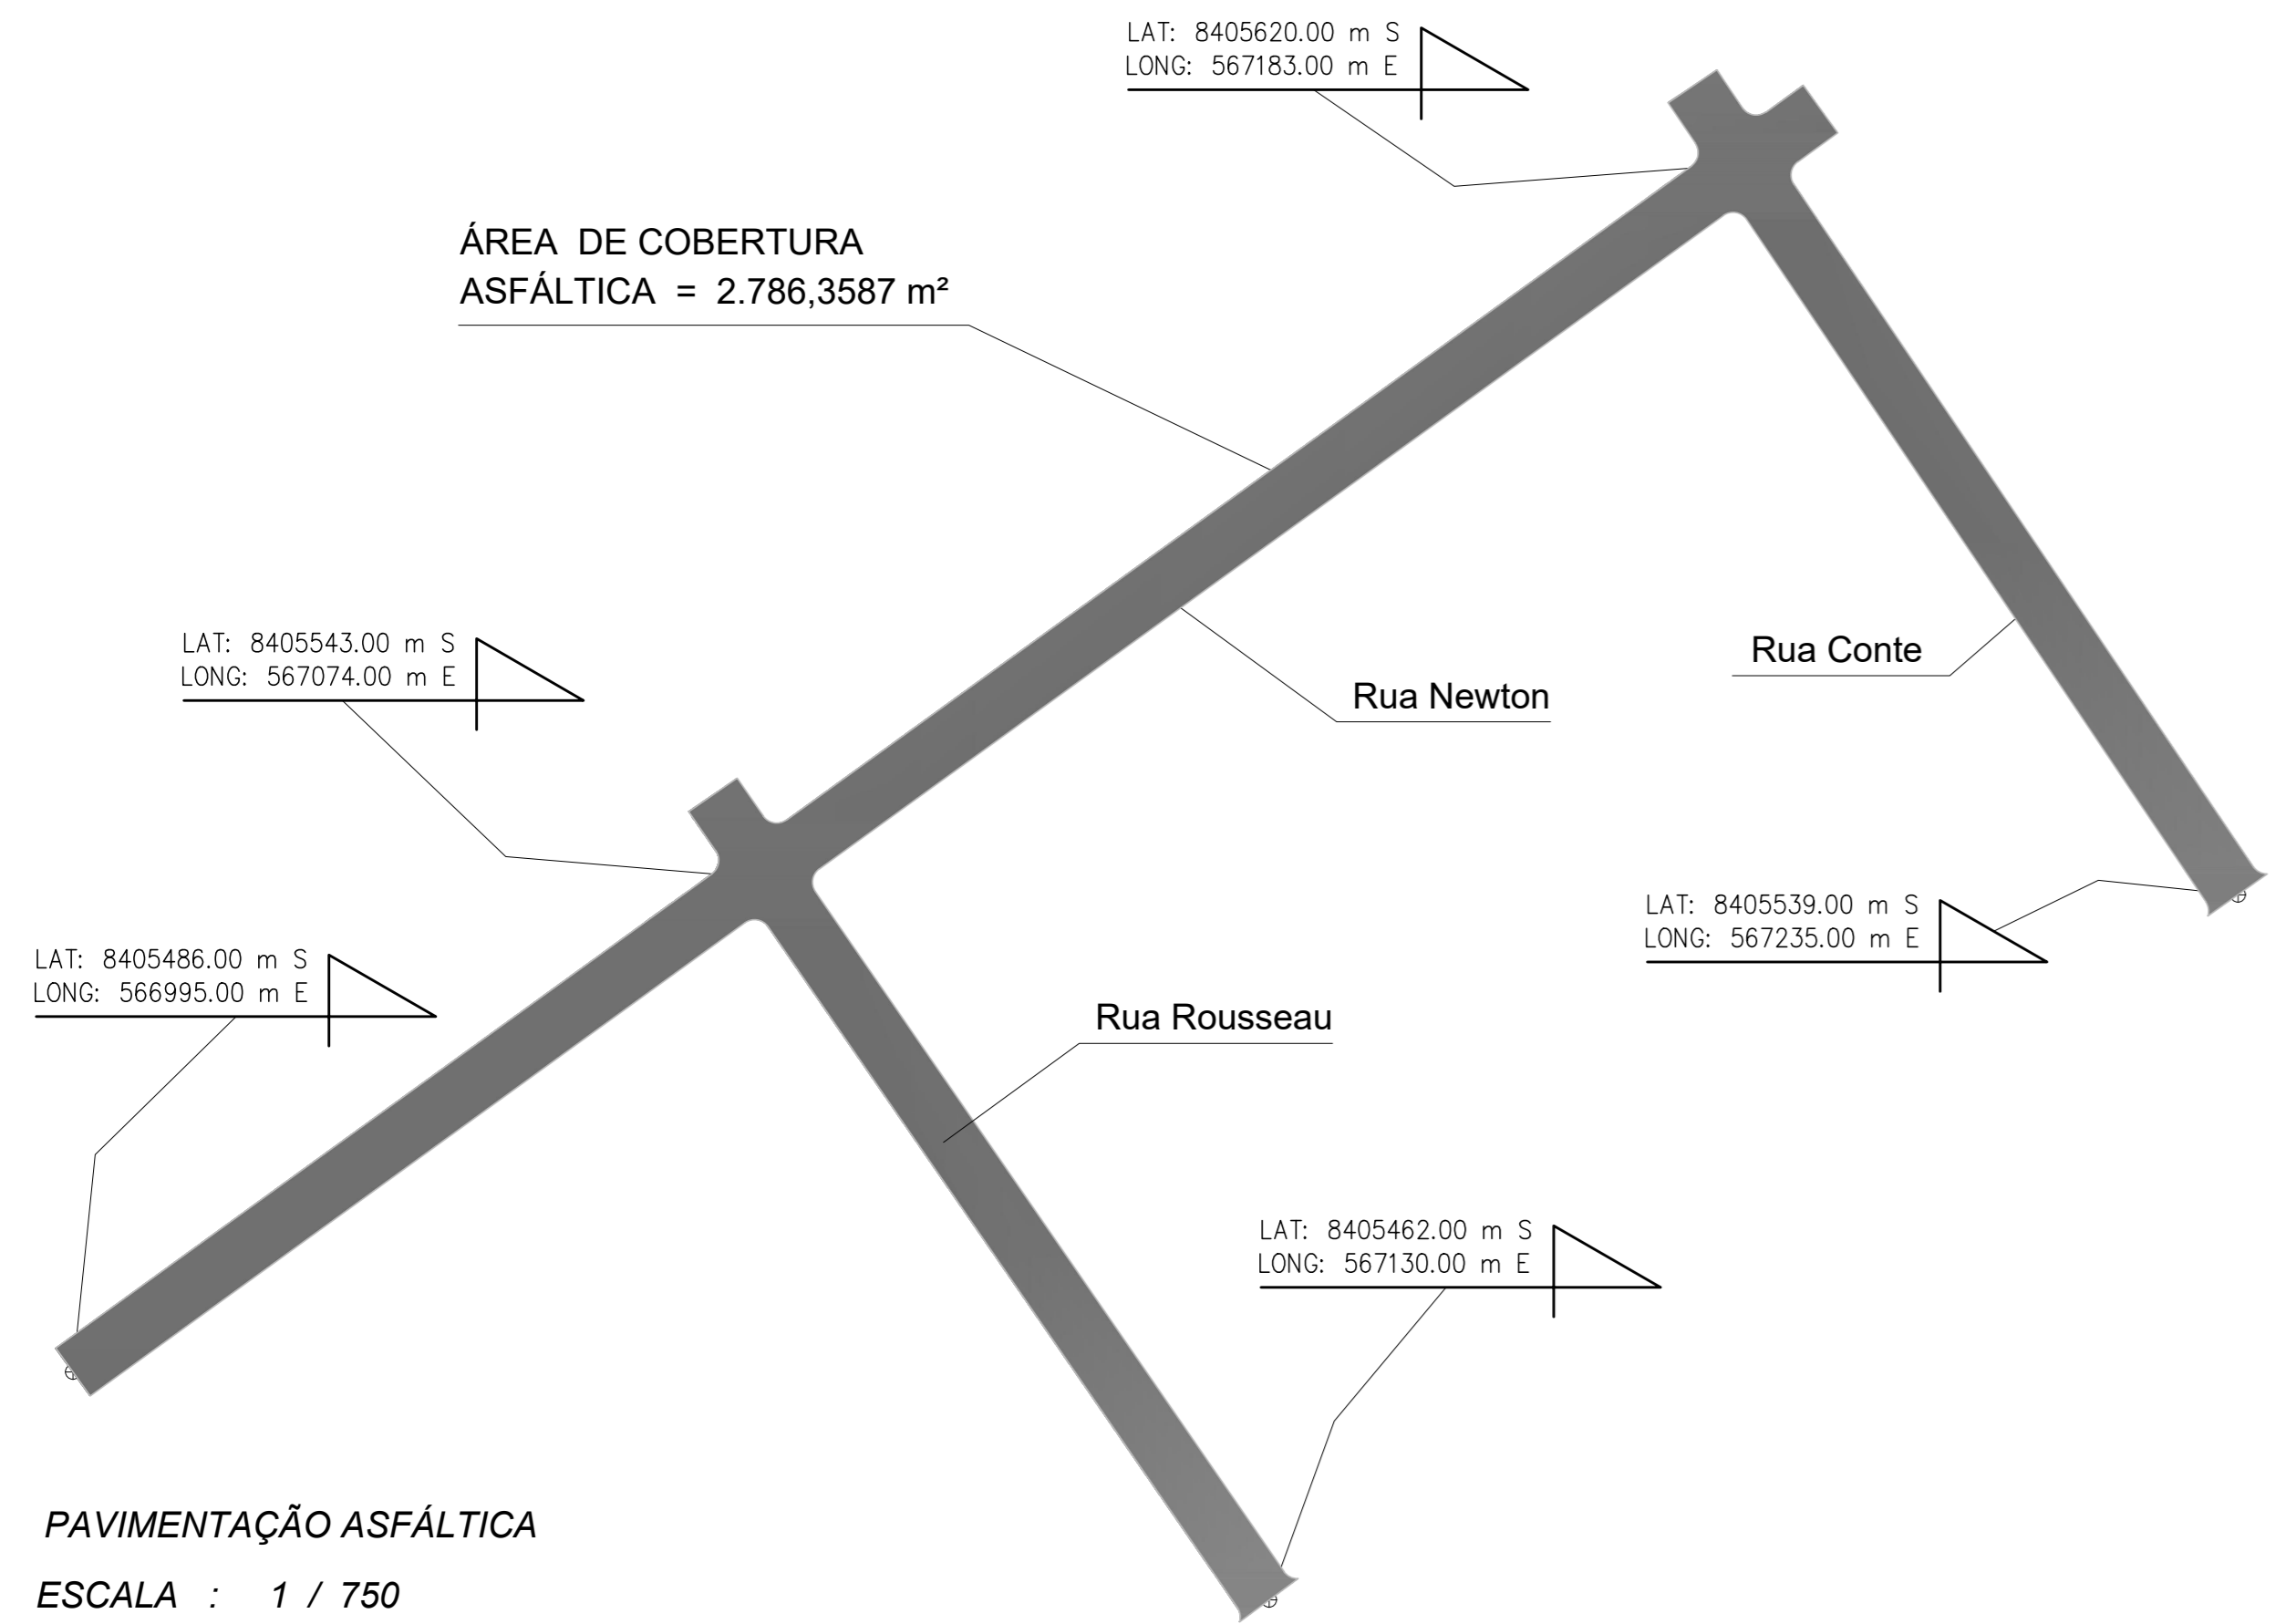 LAT: 8405620.00 m S
LONG: 567183.00 m E
ÁREA DE COBERTURA
ASFÁLTICA = 2.786,3587 m²
LAT: 8405543.00 m S
LONG: 567074.00 m E
Rua Conte
Rua Newton
LAT: 8405539.00 m S
LONG: 567235.00 m E
LAT: 8405486.00 m S
LONG: 566995.00 m E
Rua Rousseau
LAT: 8405462.00 m S
LONG: 567130.00 m E
PAVIMENTAÇÃO ASFÁLTICA
ESCALA : 1 / 750